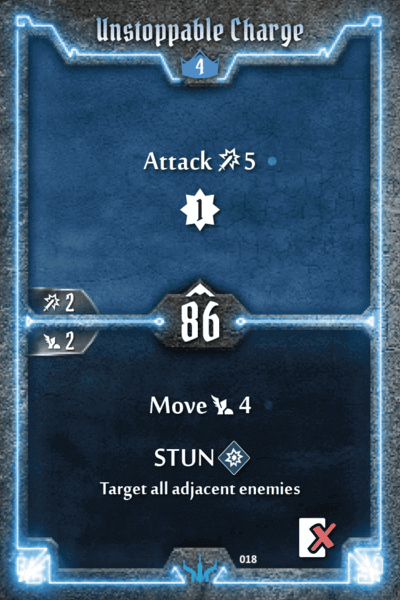 Unstoppable Charge
4
Attack 5
1
2
86
2
Move 4
STUN
Target all adjacent enemies
018